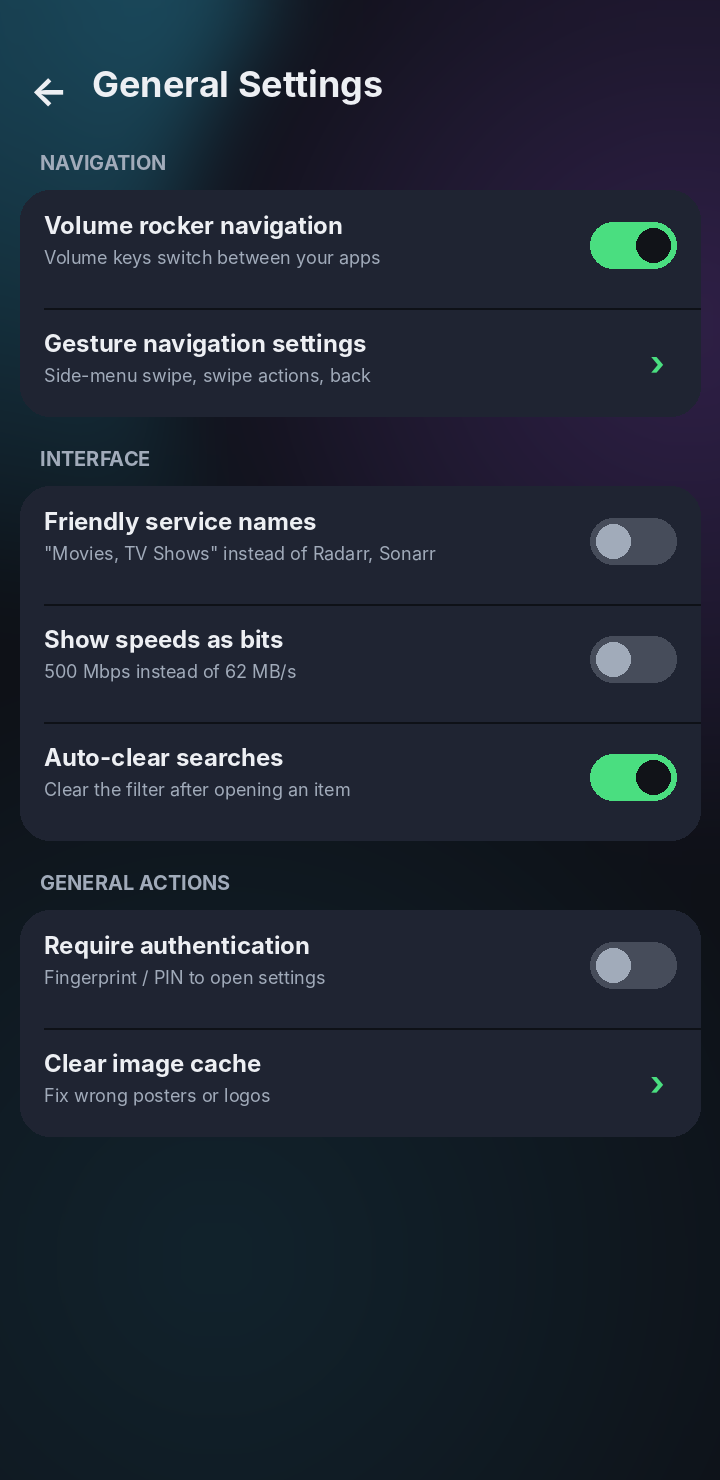 General Settings
NAVIGATION
Volume rocker navigation
Volume keys switch between your apps
Gesture navigation settings
Side-menu swipe, swipe actions, back
INTERFACE
Friendly service names
"Movies, TV Shows" instead of Radarr, Sonarr
Show speeds as bits
500 Mbps instead of 62 MB/s
Auto-clear searches
Clear the filter after opening an item
GENERAL ACTIONS
Require authentication
Fingerprint / PIN to open settings
Clear image cache
Fix wrong posters or logos